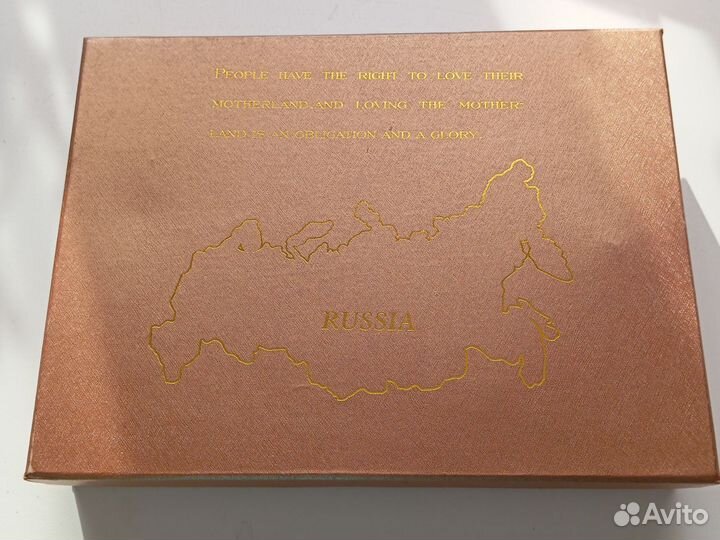 PEOPLE HAVE THE RIGHT TO LOVE THEIR
MOTHERLAND,AND LOVING THE MOTHER-
LAND IS AN OBLIGATION AND A GLORY.
RUSSIA
Avito